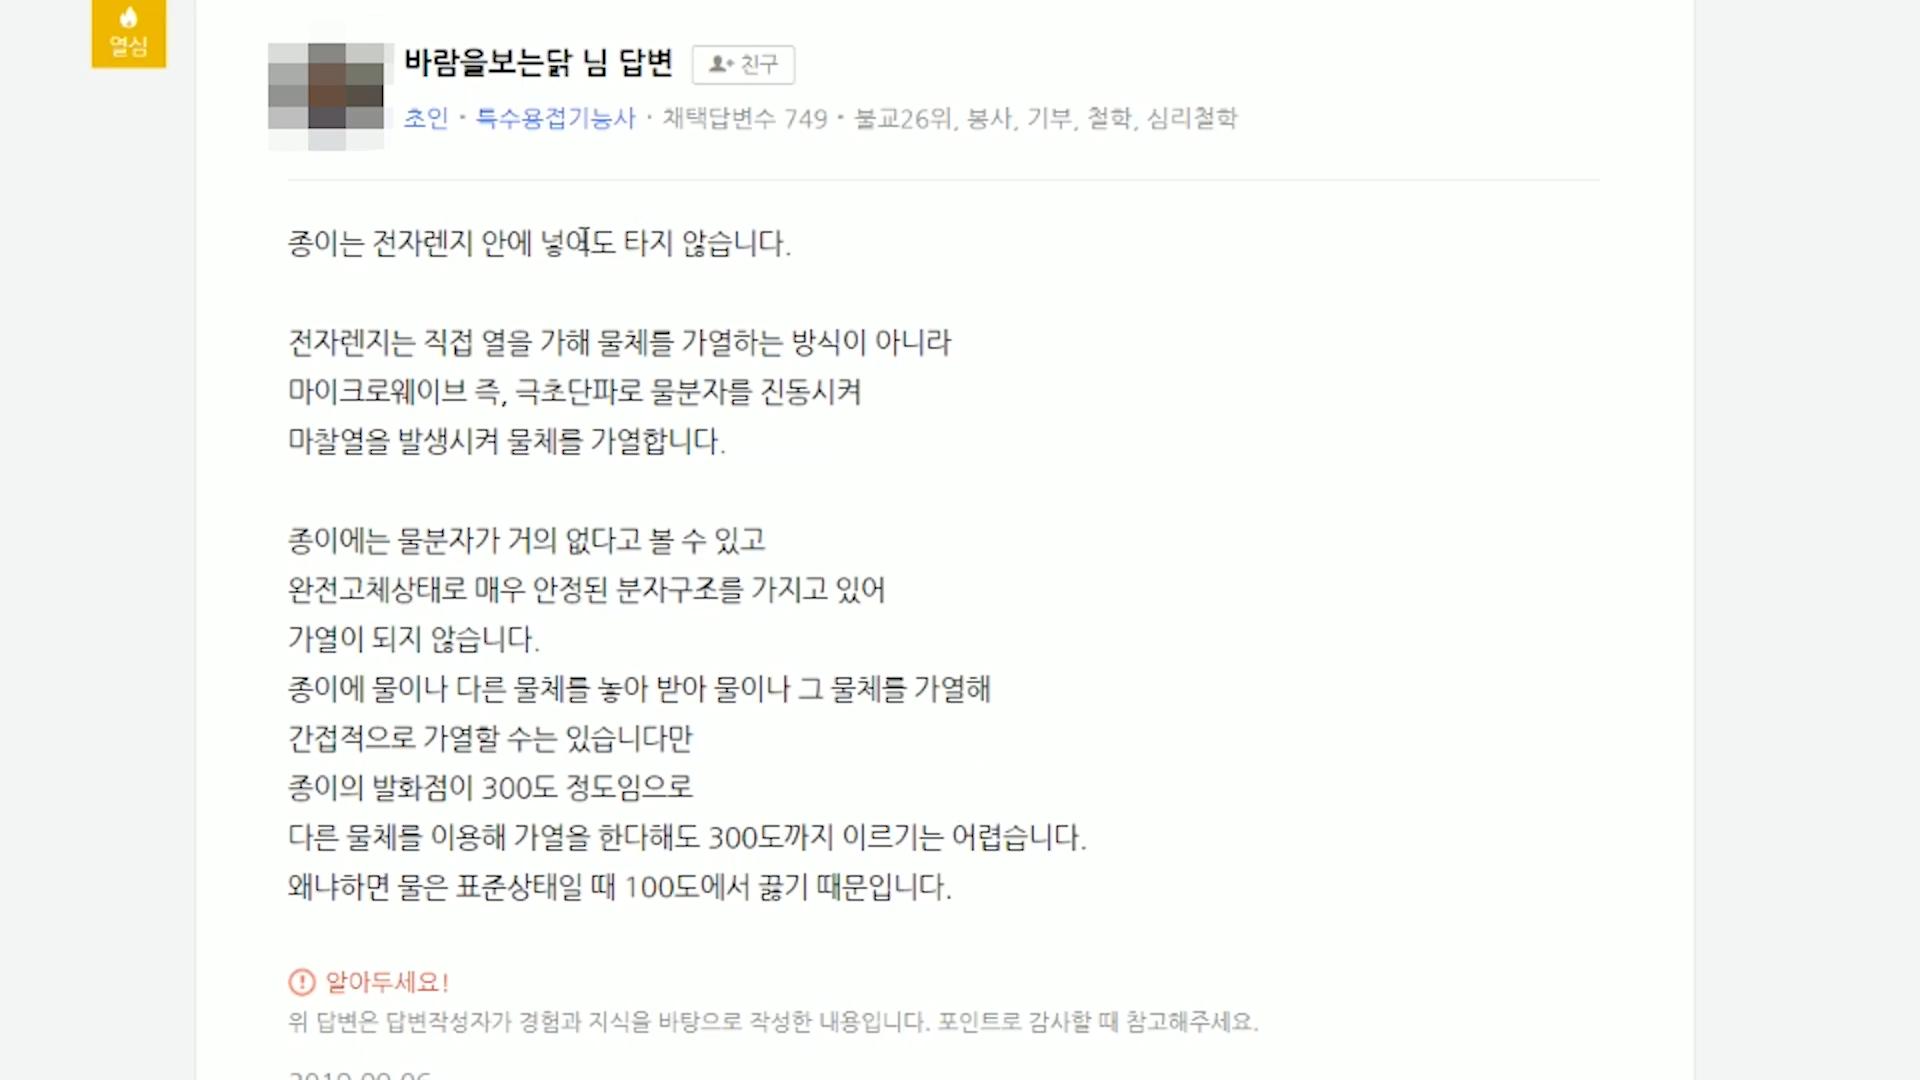 열심
바람을보는닭 님 답변 친구
초인 · 특수용접기능사 · 채택답변수 749 · 불교26위, 봉사, 기부, 철학, 심리철학
종이는 전자렌지 안에 넣어도 타지 않습니다.
전자렌지는 직접 열을 가해 물체를 가열하는 방식이 아니라
마이크로웨이브 즉, 극초단파로 물분자를 진동시켜
마찰열을 발생시켜 물체를 가열합니다.
종이에는 물분자가 거의 없다고 볼 수 있고
완전고체상태로 매우 안정된 분자구조를 가지고 있어
가열이 되지 않습니다.
종이에 물이나 다른 물체를 놓아 받아 물이나 그 물체를 가열해
간접적으로 가열할 수는 있습니다만
종이의 발화점이 300도 정도임으로
다른 물체를 이용해 가열을 한다해도 300도까지 이르기는 어렵습니다.
왜냐하면 물은 표준상태일 때 100도에서 끓기 때문입니다.
알아두세요!
위 답변은 답변작성자가 경험과 지식을 바탕으로 작성한 내용입니다. 포인트로 감사할 때 참고해주세요.